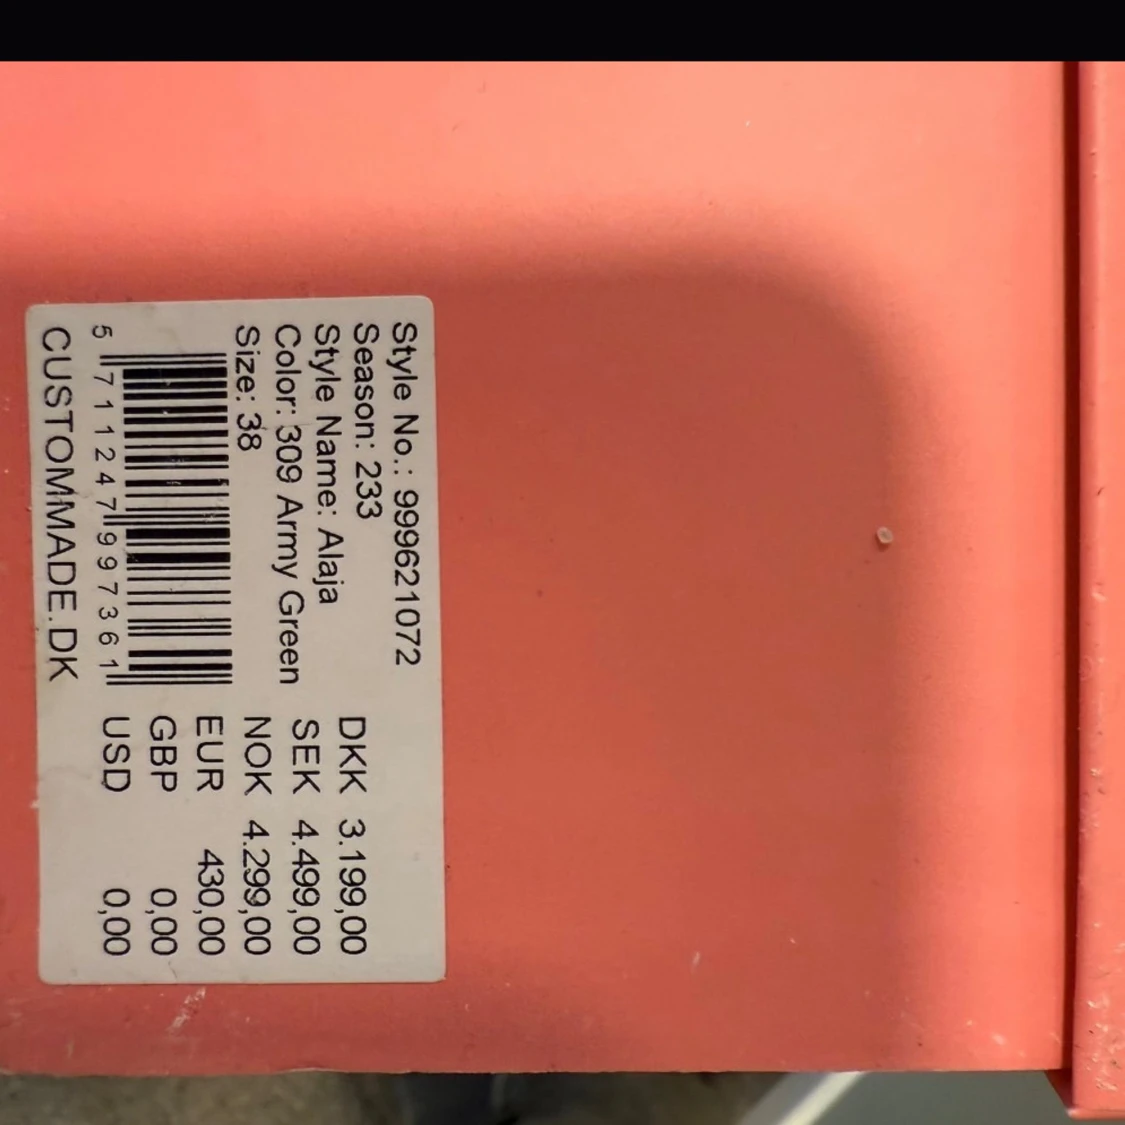 Style No.: 999621072
Season: 233
Style Name: Alaja
Color: 309 Army Green
Size: 38
5 711247 997361
CUSTOMMADE.DK
DKK 3.199,00
SEK 4.499,00
NOK 4.299,00
EUR 430,00
GBP 0,00
USD 0,00